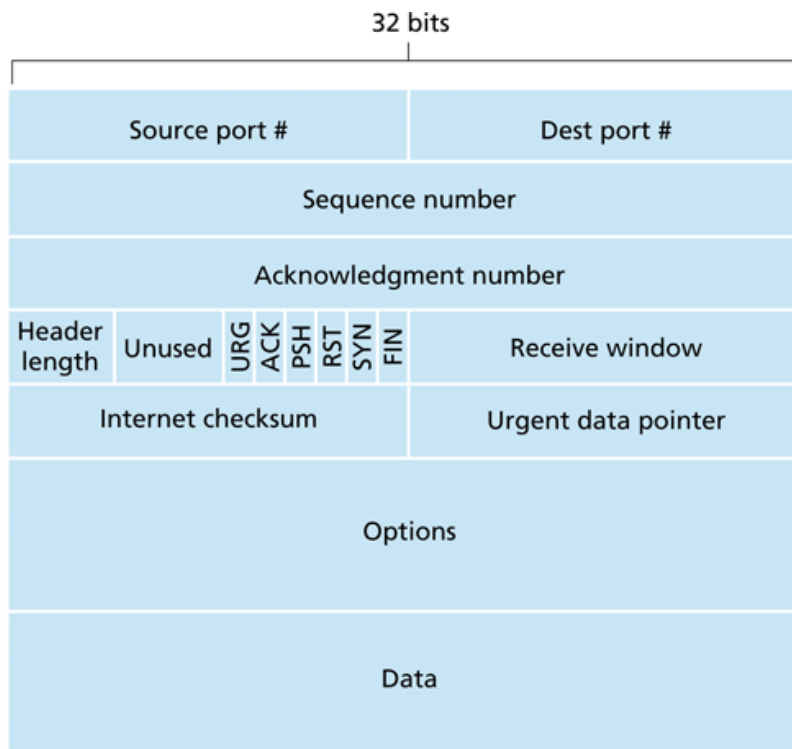 32 bits
Source port # Dest port #
Sequence number
Acknowledgment number
Header length Unused URG ACK PSH RST SYN FIN Receive window
Internet checksum Urgent data pointer
Options
Data